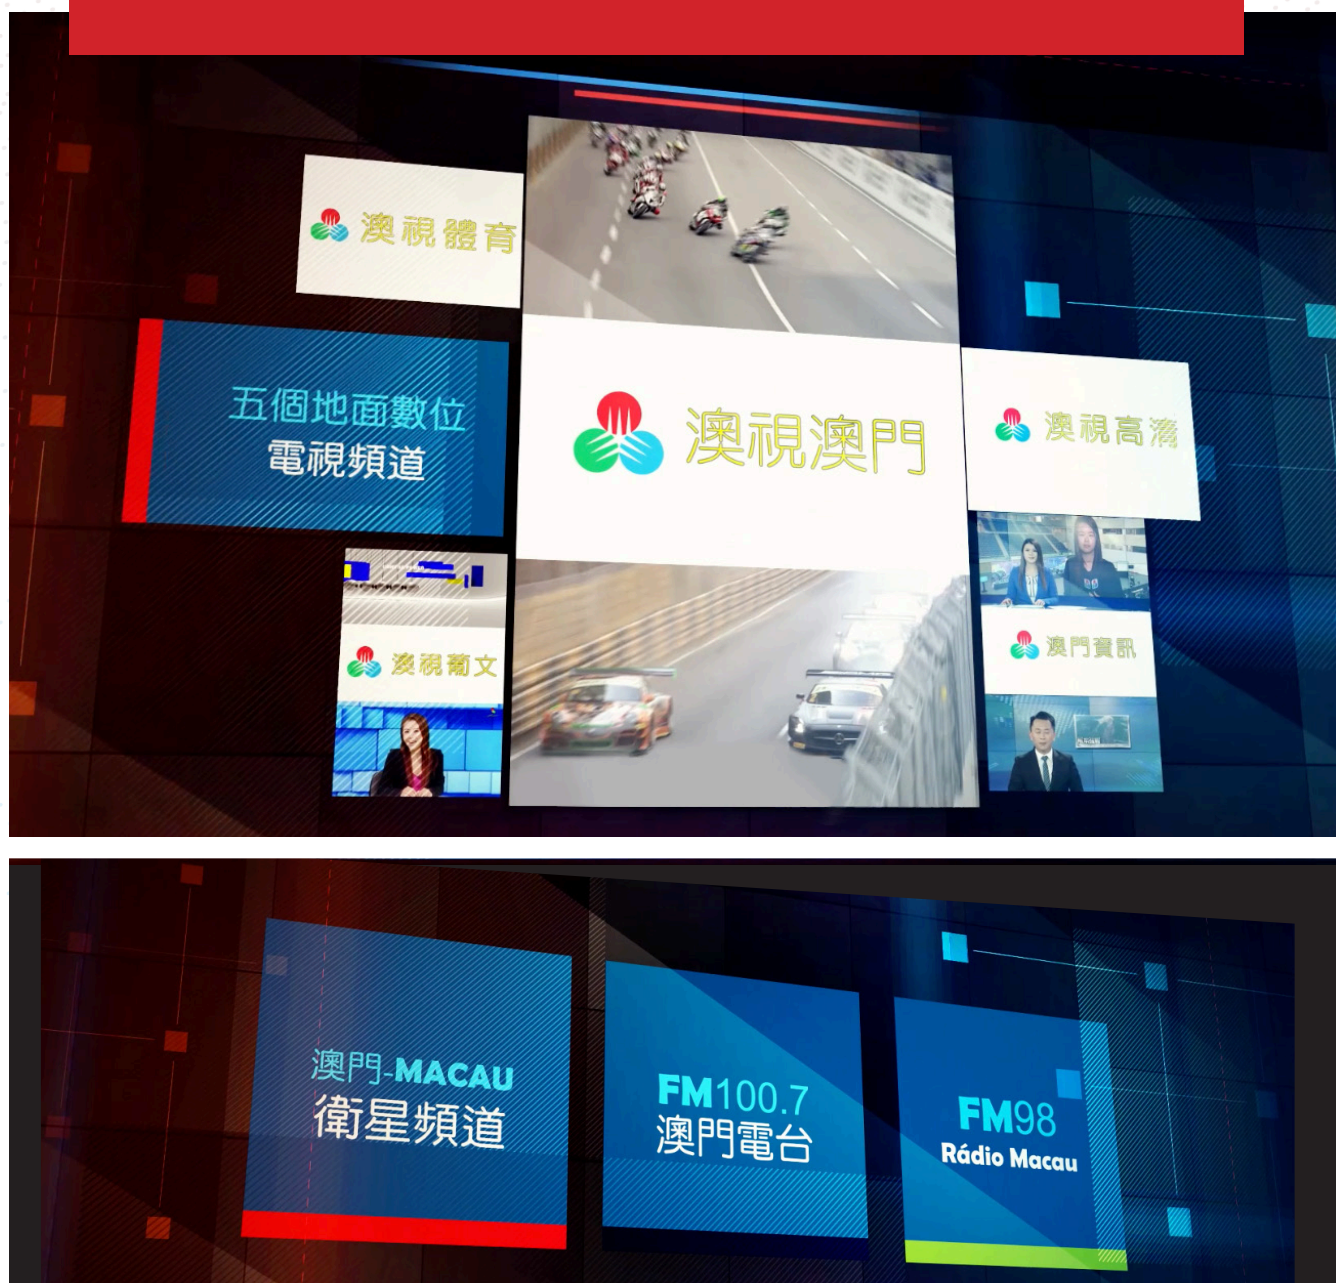 澳視體育
五個地面數位
電視頻道
澳視澳門
澳視高清
澳視葡文
澳門資訊
澳門-MACAU
衛星頻道
FM100.7
澳門電台
FM98
Rádio Macau